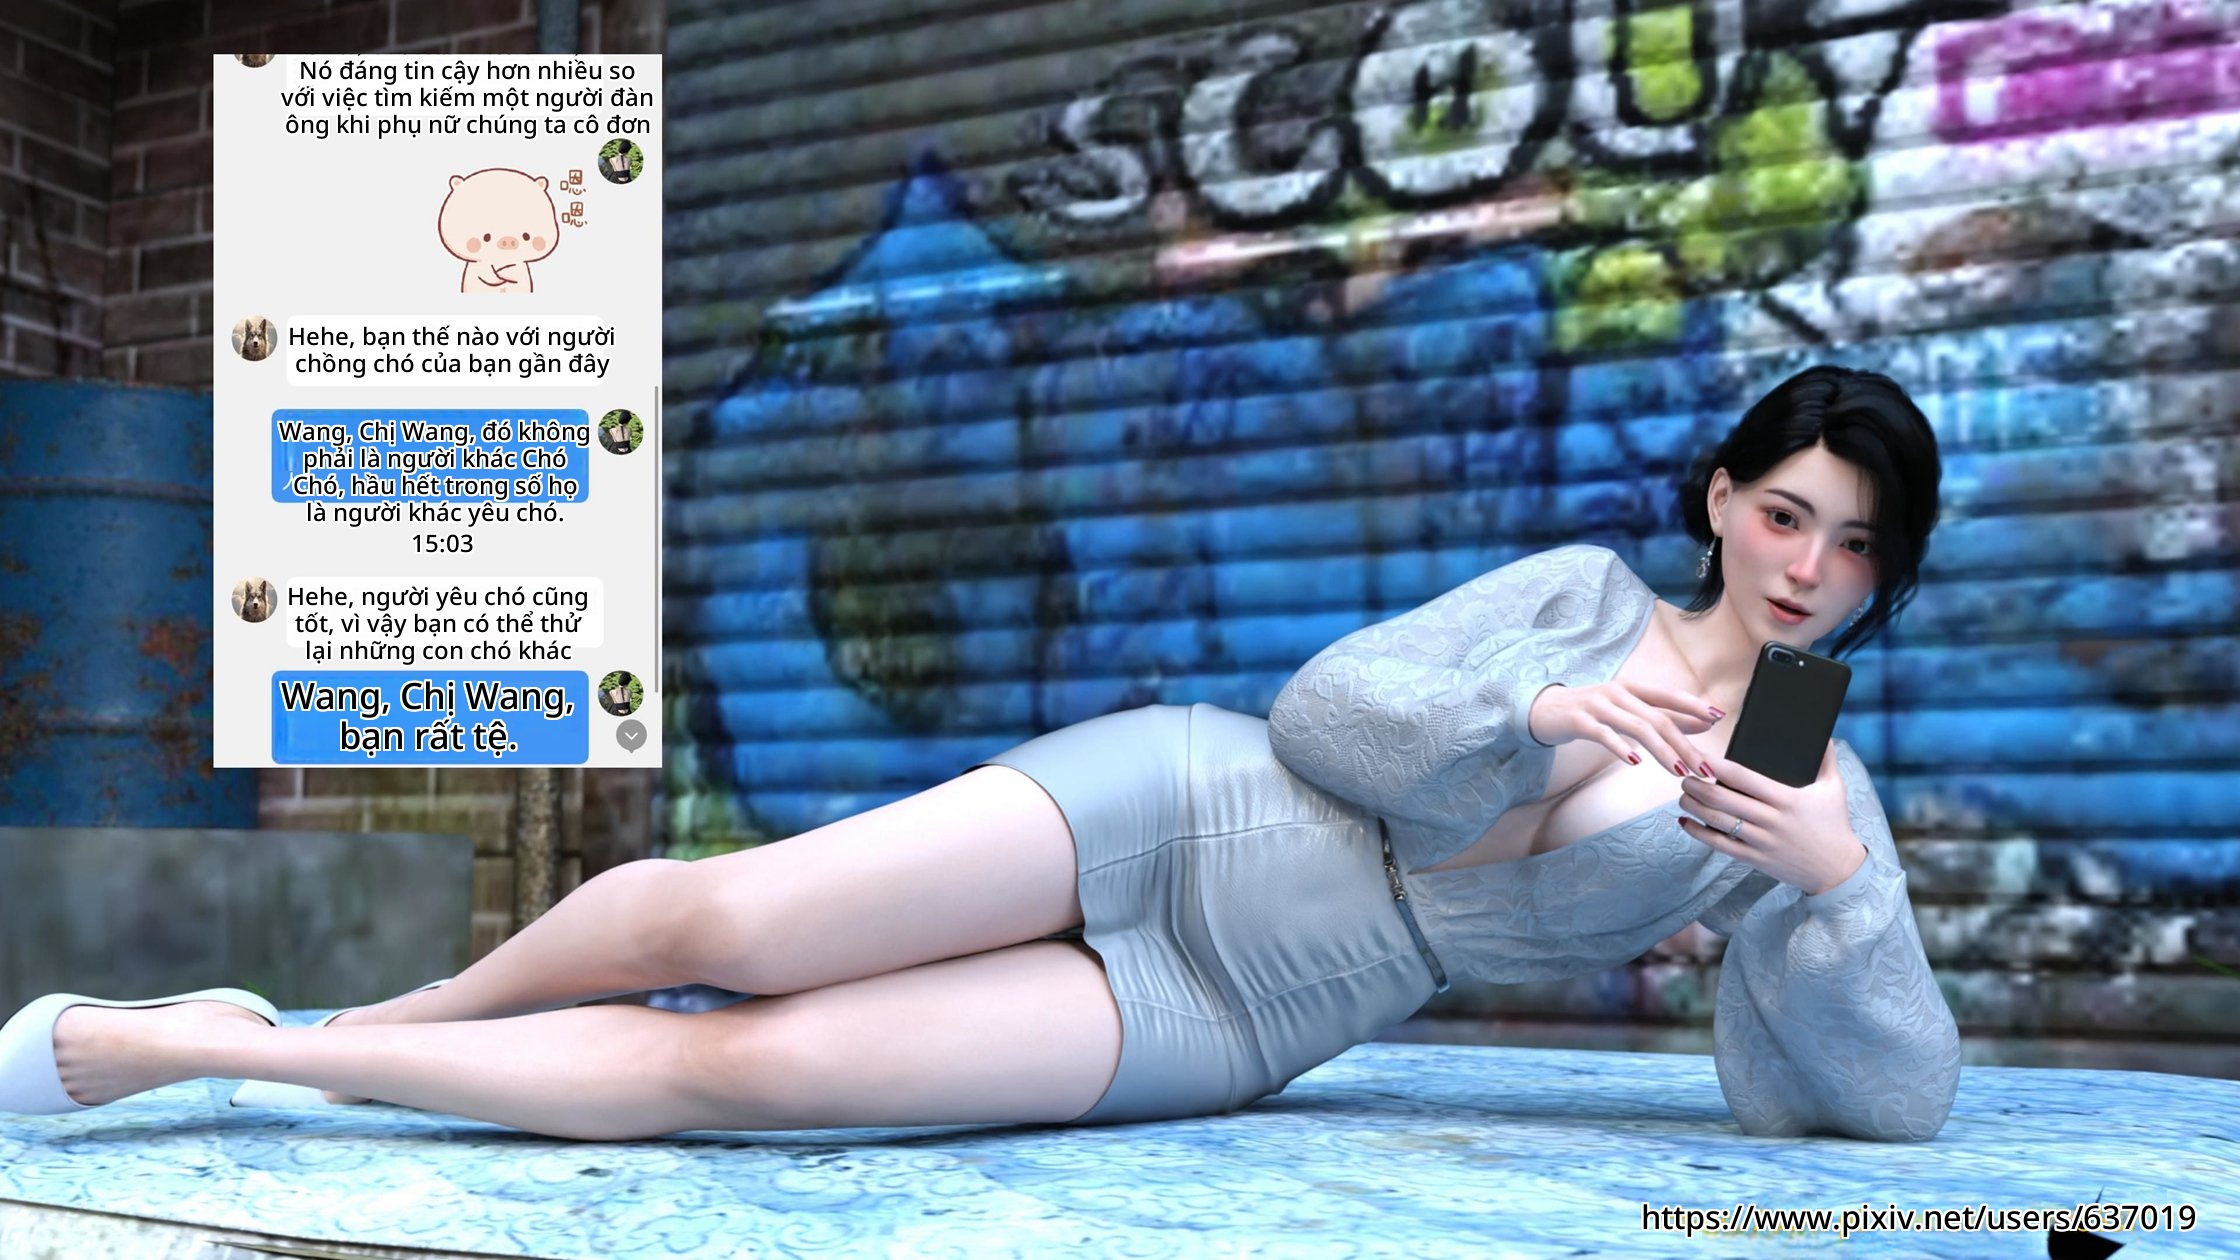 Nó đáng tin cậy hơn nhiều so
với việc tìm kiếm một người đàn
ông khi phụ nữ chúng ta cô đơn
嗯
嗯
Hehe, bạn thế nào với người
chồng chó của bạn gần đây
Wang, Chị Wang, đó không
phải là người khác Chó
Chó, hầu hết trong số họ
là người khác yêu chó.
15:03
Hehe, người yêu chó cũng
tốt, vì vậy bạn có thể thử
lại những con chó khác
Wang, Chị Wang,
bạn rất tệ.
SCOU
https://www.pixiv.net/users/637019